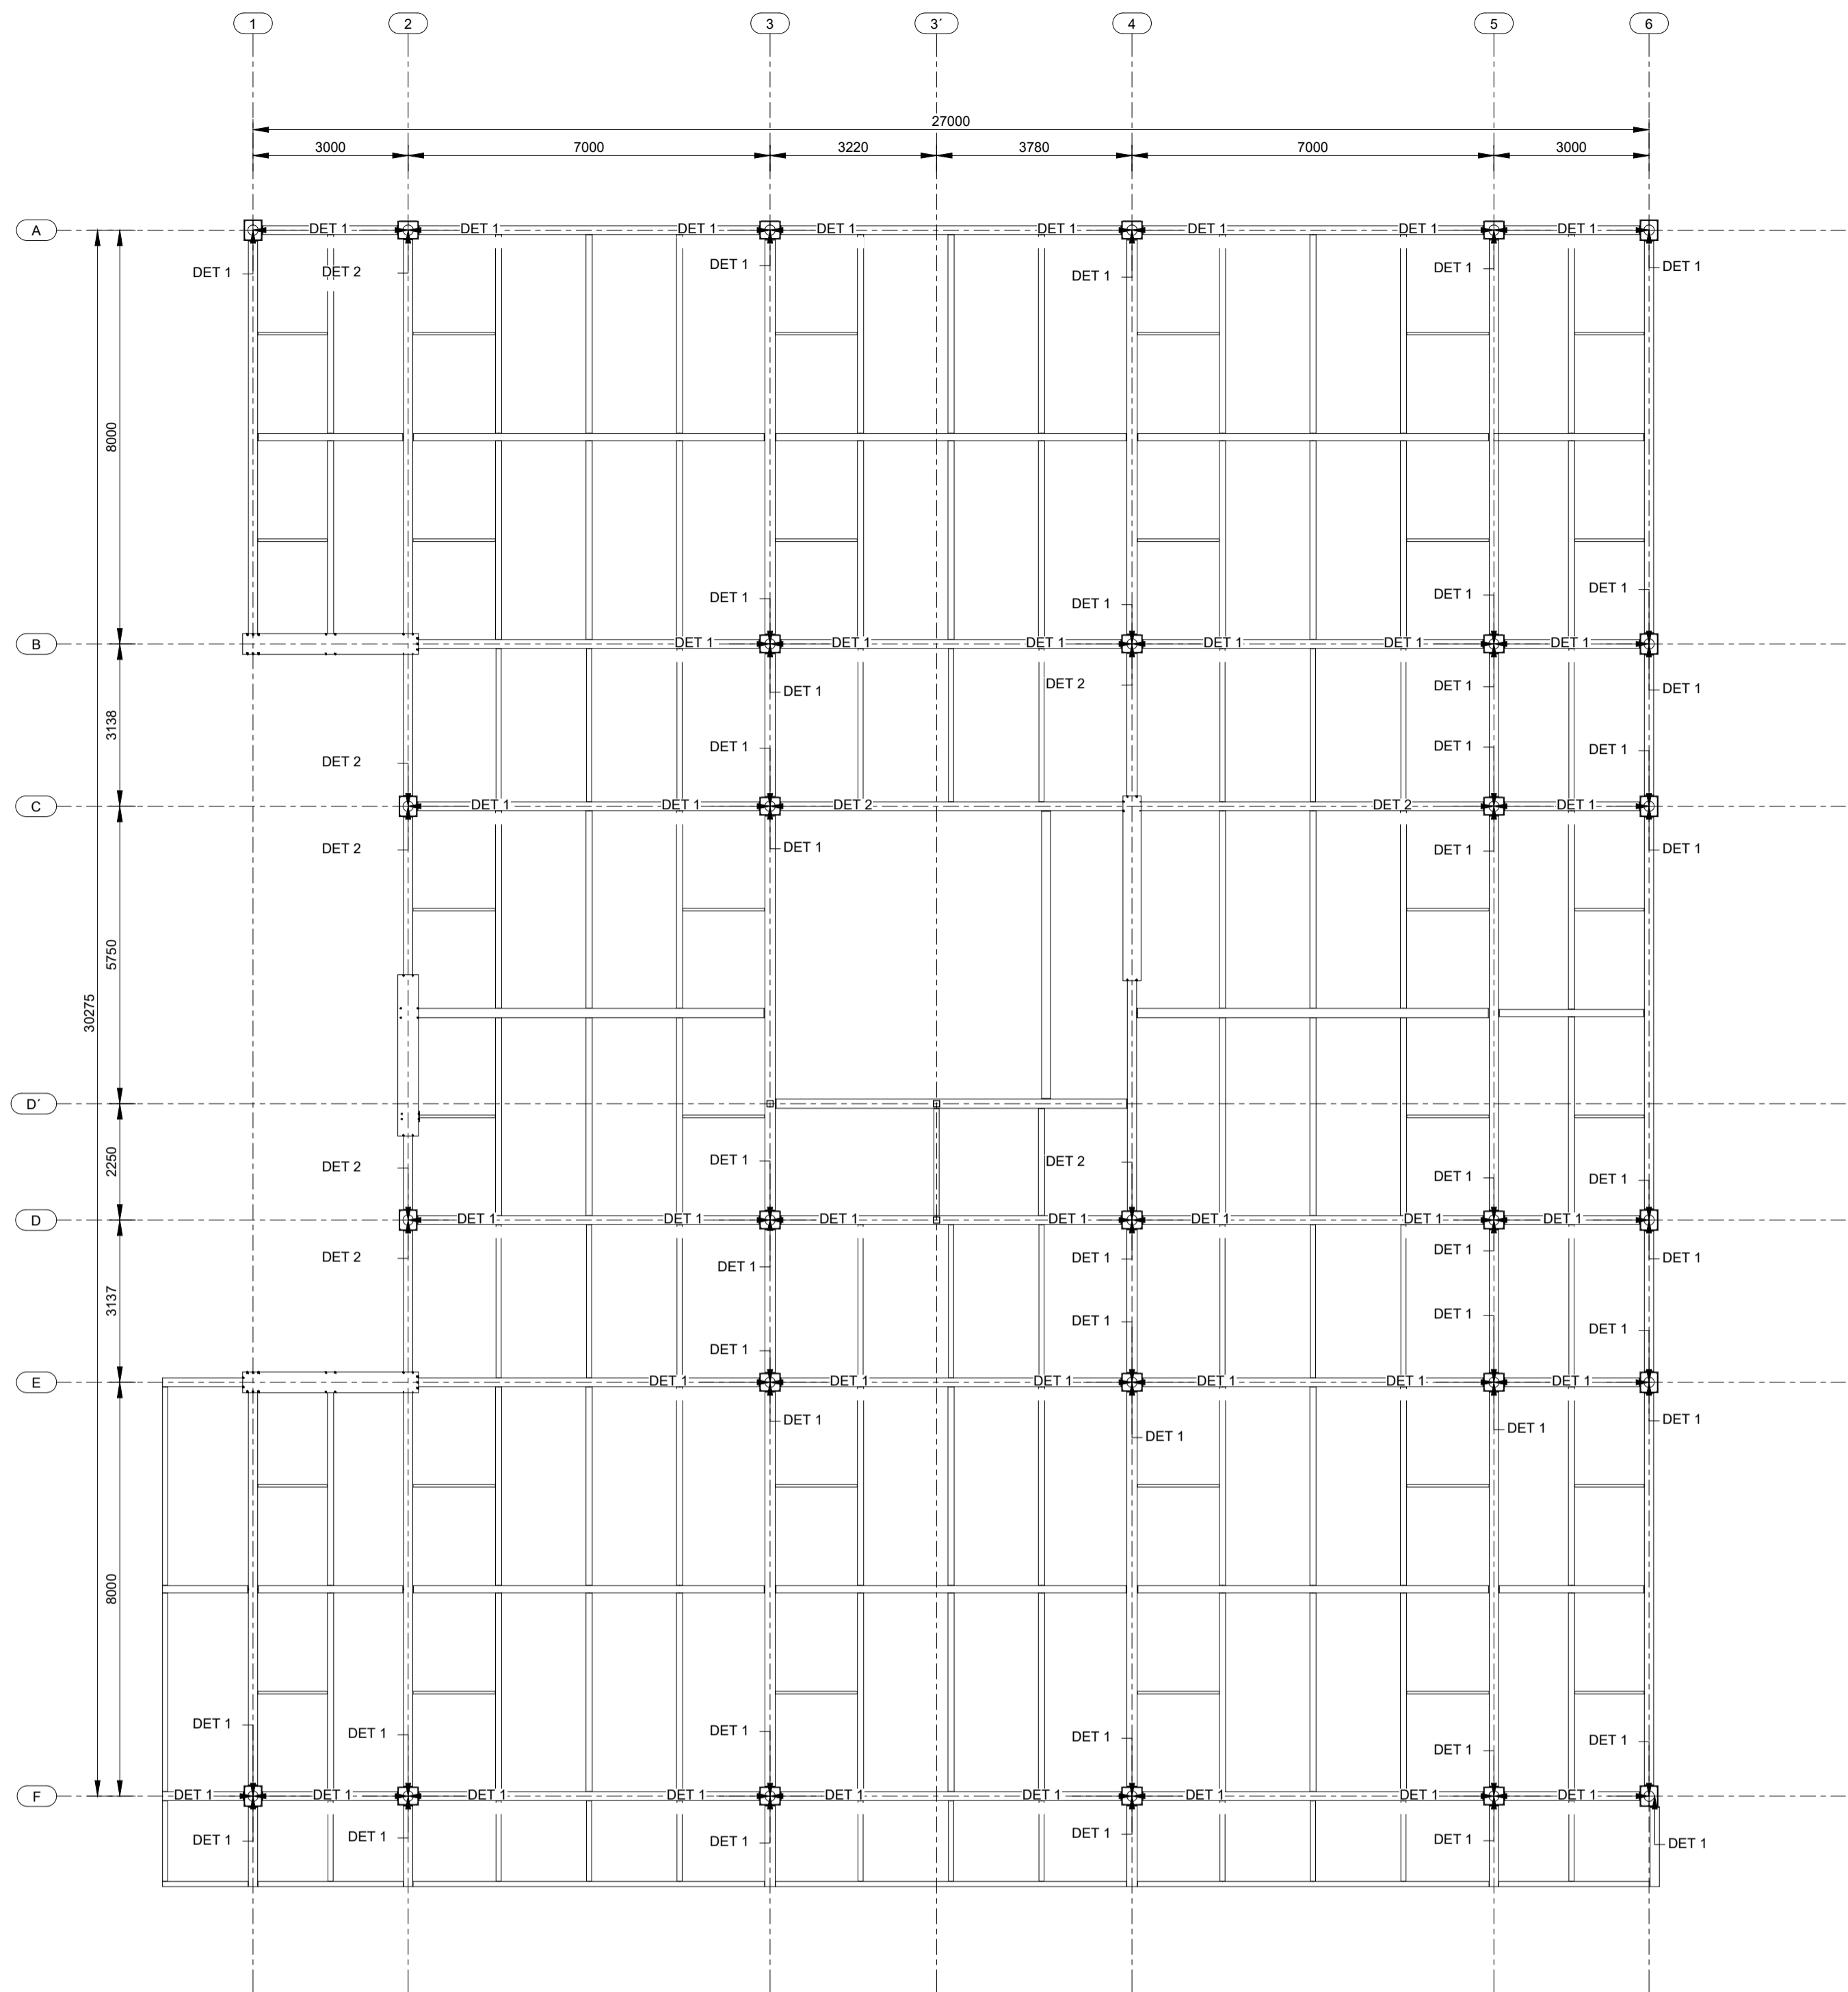 1 2 3 3´ 4 5 6
27000
3000 7000 3220 3780 7000 3000
A DET 1 DET 1 DET 1 DET 1 DET 1 DET 1 DET 1 DET 1
DET 1 DET 2 DET 1 DET 1 DET 1 DET 1
8000
DET 1 DET 1 DET 1 DET 1
B DET 1 DET 1 DET 1 DET 1 DET 1 DET 1
DET 1 DET 2 DET 1 DET 1
3138
DET 2 DET 1 DET 1 DET 1
C DET 1 DET 1 DET 2 DET 2 DET 1
DET 2 DET 1 DET 1 DET 1
5750
30275
D´
2250
DET 2 DET 1 DET 2 DET 1 DET 1
D DET 1 DET 1 DET 1 DET 1 DET 1 DET 1 DET 1
DET 2 DET 1 DET 1 DET 1 DET 1
3137
DET 1 DET 1 DET 1 DET 1
E DET 1 DET 1 DET 1 DET 1 DET 1 DET 1
DET 1 DET 1 DET 1 DET 1
8000
DET 1 DET 1 DET 1 DET 1 DET 1 DET 1
F DET 1 DET 1 DET 1 DET 1 DET 1 DET 1 DET 1 DET 1 DET 1
DET 1 DET 1 DET 1 DET 1 DET 1 DET 1